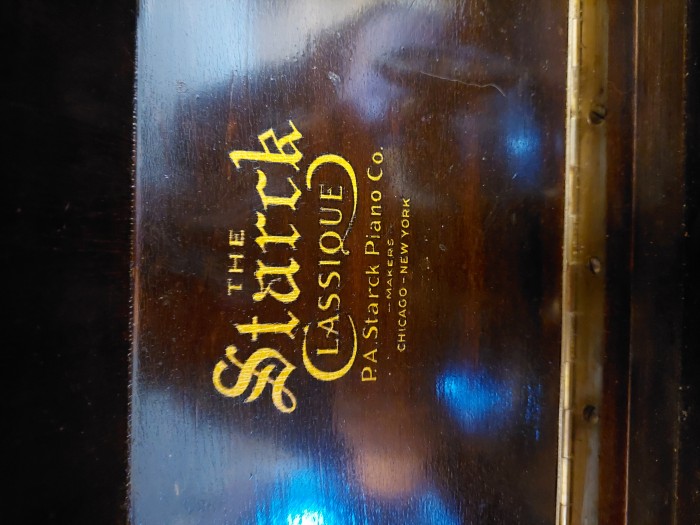 THE
Starck
CLASSIQUE
P.A. Starck Piano Co.
-MAKERS-
CHICAGO - NEW YORK